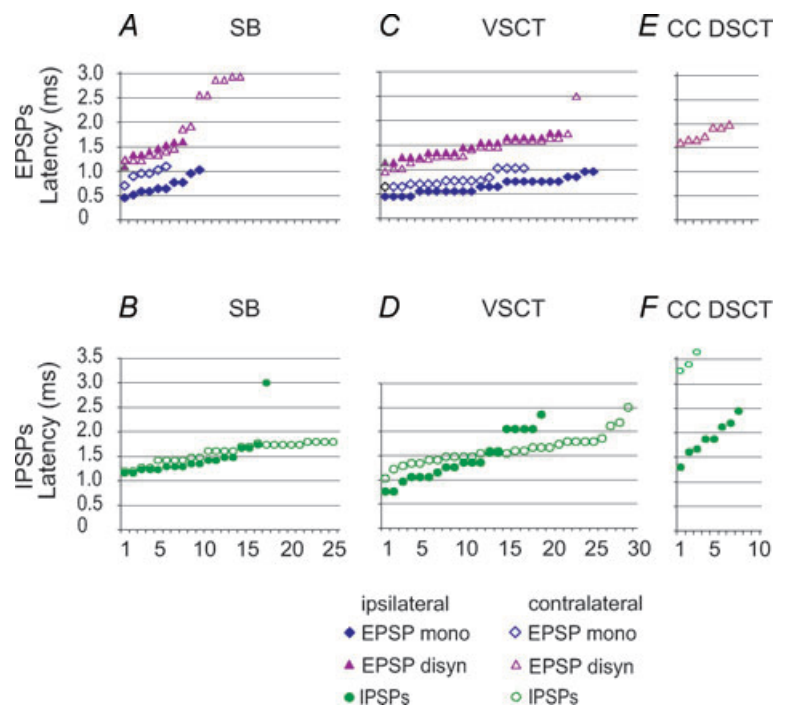 A SB
C VSCT
E CC DSCT
EPSPs
Latency (ms)
3.0
2.5
2.0
1.5
1.0
0.5
0
B SB
D VSCT
F CC DSCT
IPSPs
Latency (ms)
3.5
3.0
2.5
2.0
1.5
1.0
0.5
0
1 5 10 15 20 25
1 5 10 15 20 25 30
1 5 10
ipsilateral contralateral
EPSP mono EPSP mono
EPSP disyn EPSP disyn
IPSPs IPSPs